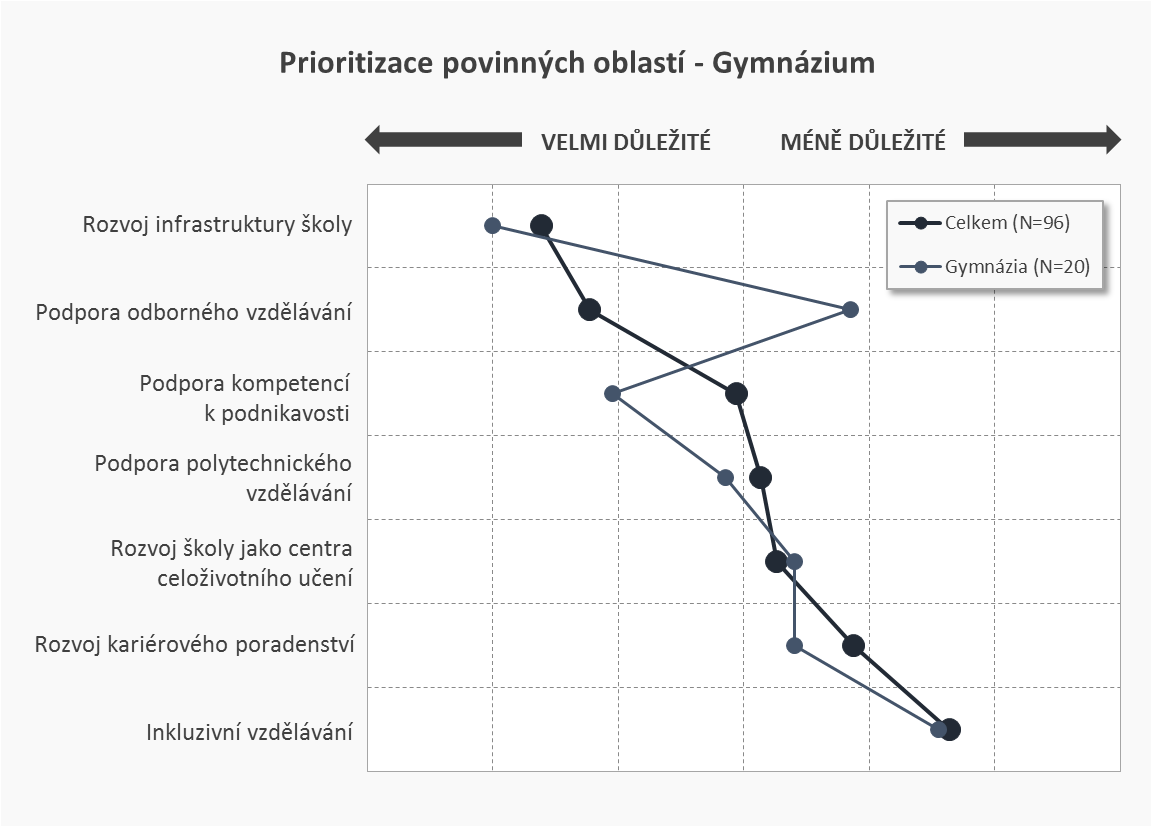 Prioritizace povinných oblastí - Gymnázium
VELMI DŮLEŽITÉ
MÉNĚ DŮLEŽITÉ
Celkem (N=96)
Gymnázia (N=20)
Rozvoj infrastruktury školy
Podpora odborného vzdělávání
Podpora kompetencí
k podnikavosti
Podpora polytechnického
vzdělávání
Rozvoj školy jako centra
celoživotního učení
Rozvoj kariérového poradenství
Inkluzivní vzdělávání